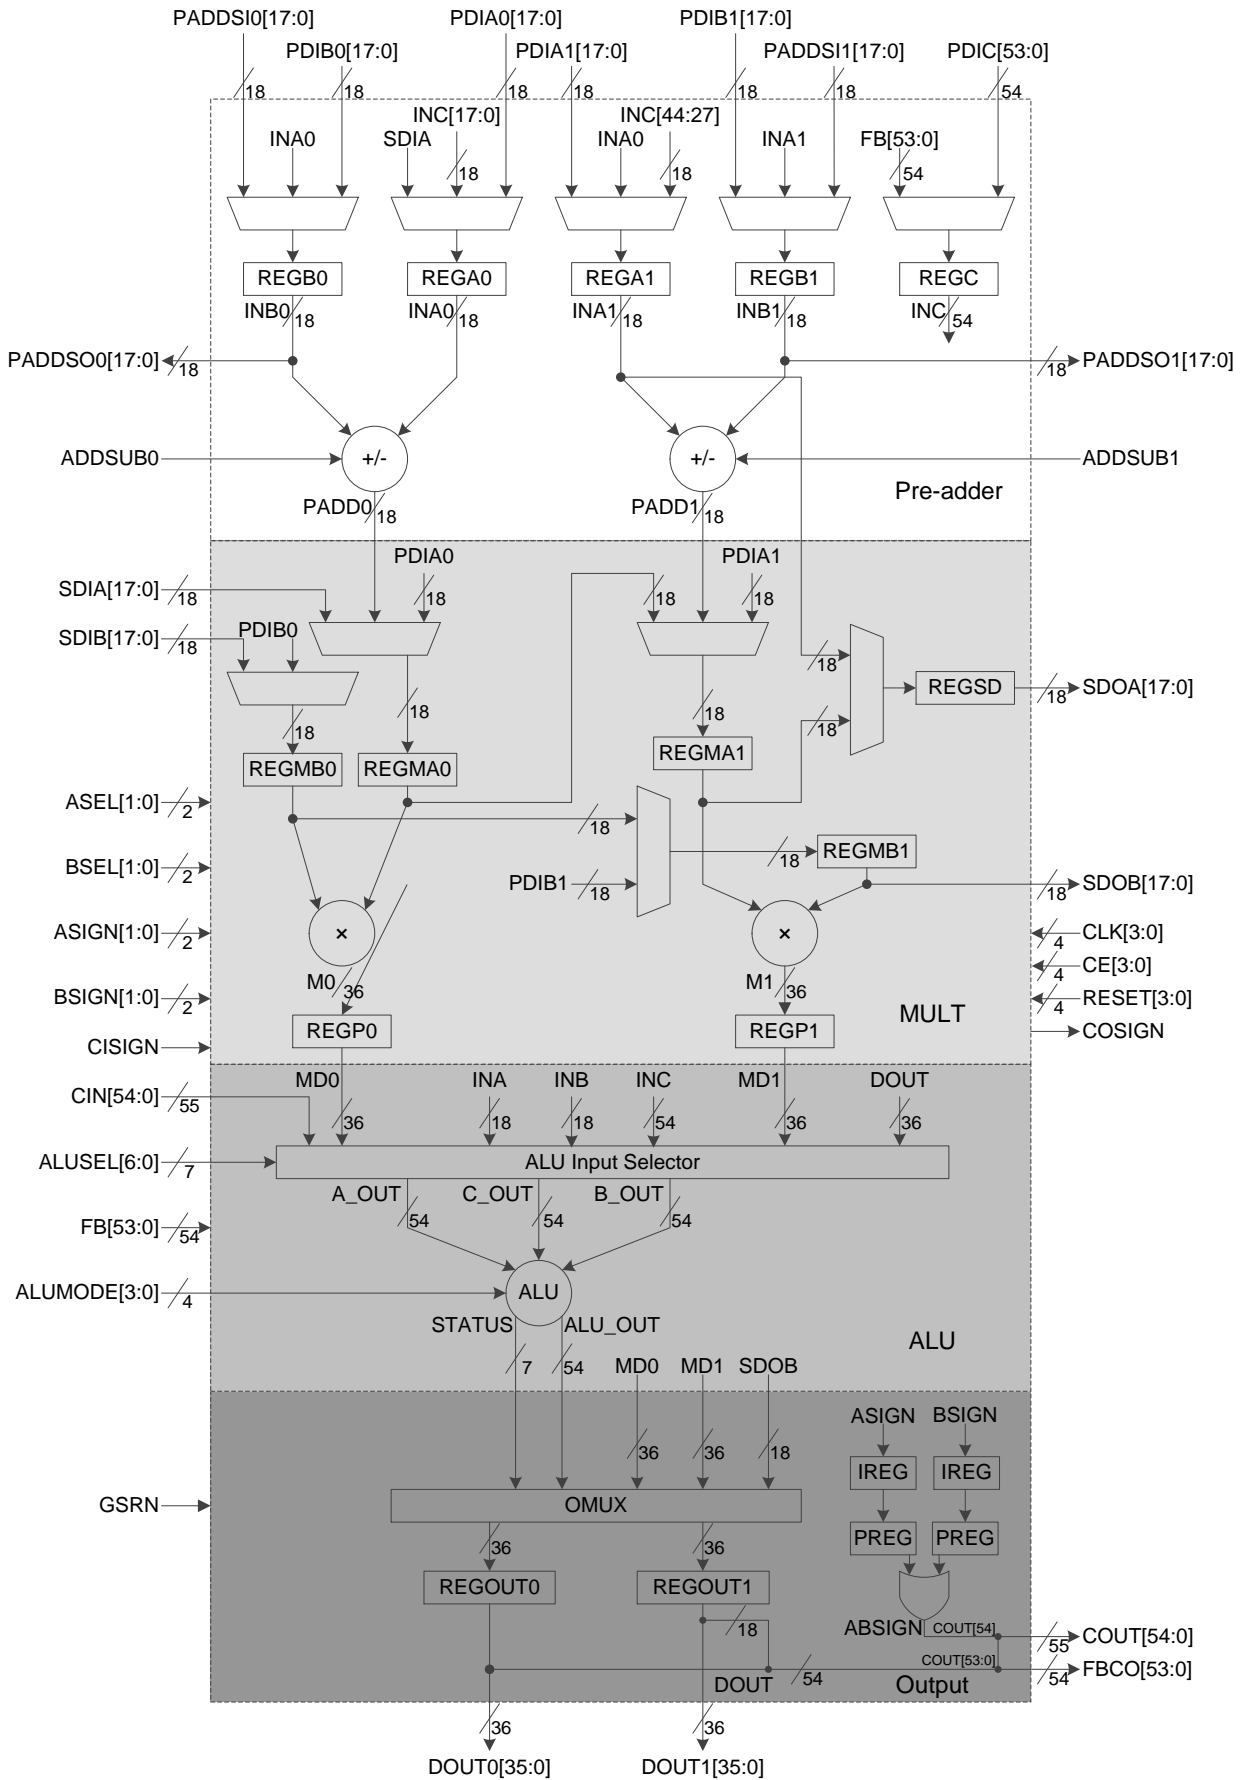 PADDSI0[17:0] PDIA0[17:0] PDIB1[17:0]
PDIB0[17:0] PDIA1[17:0] PADDSI1[17:0] PDIC[53:0]
18 18 18 18 18 18 54
INC[17:0] INC[44:27]
INA0 SDIA INA0 INA1 FB[53:0]
18 18 54
REGB0 REGA0 REGA1 REGB1 REGC
INB0 18 INA0 18 INA1 18 INB1 18 INC 54
PADDSO0[17:0] 18 18 PADDSO1[17:0]
ADDSUB0 +/- +/- ADDSUB1
Pre-adder
PADD0 18 PADD1 18
PDIA0 PDIA1
SDIA[17:0] 18 18 18 18
SDIB[17:0] 18 PDIB0
18
REGSD 18 SDOA[17:0]
18 18 18 18
REGMB0 REGMA0 REGMA1
ASEL[1:0] 2
18
BSEL[1:0] 2 18 REGMB1
PDIB1 18 18 SDOB[17:0]
ASIGN[1:0] 2 × × 4 CLK[3:0]
4 CE[3:0]
M0 36 M1 36
BSIGN[1:0] 2 4 RESET[3:0]
REGP0 REGP1 MULT COSIGN
CISIGN
MD0 INA INB INC MD1 DOUT
CIN[54:0] 55
36 18 18 54 36 36
ALUSEL[6:0] 7 ALU Input Selector
A_OUT C_OUT B_OUT
FB[53:0] 54 54 54 54
ALUMODE[3:0] 4 ALU
STATUS ALU_OUT ALU
7 54 MD0 MD1 SDOB
ASIGN BSIGN
36 36 18
IREG IREG
GSRN OMUX
PREG PREG
36 36
REGOUT0 REGOUT1
18 ABSIGN COUT[54] 55 COUT[54:0]
COUT[53:0]
DOUT 54 Output 54 FBCO[53:0]
36 36
DOUT0[35:0] DOUT1[35:0]